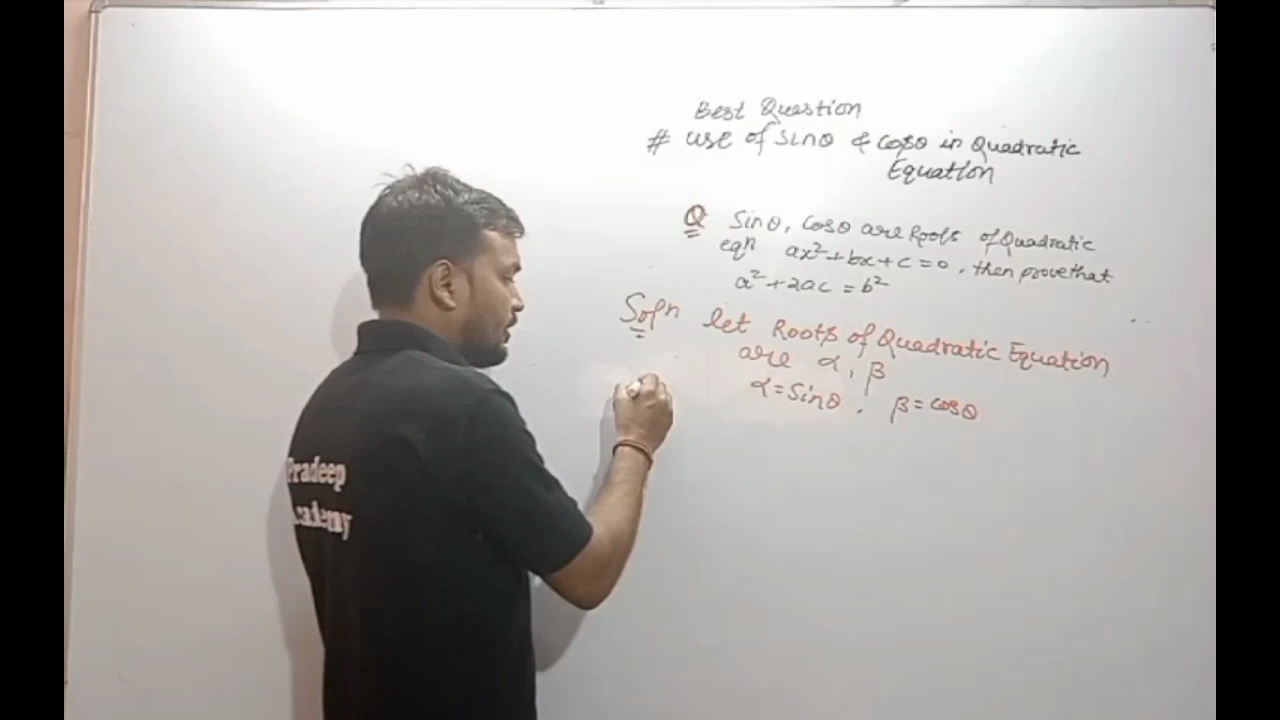 Best Question
# use of sinθ & cosθ in Quadratic
Equation
Q Sinθ, Cosθ are Roots of Quadratic
eqn ax²+bx+c=0, then prove that
a²+2ac=b²
Soln let Roots of Quadratic Equation
are α, β
α=Sinθ, β=cosθ
Pradeep
Academy